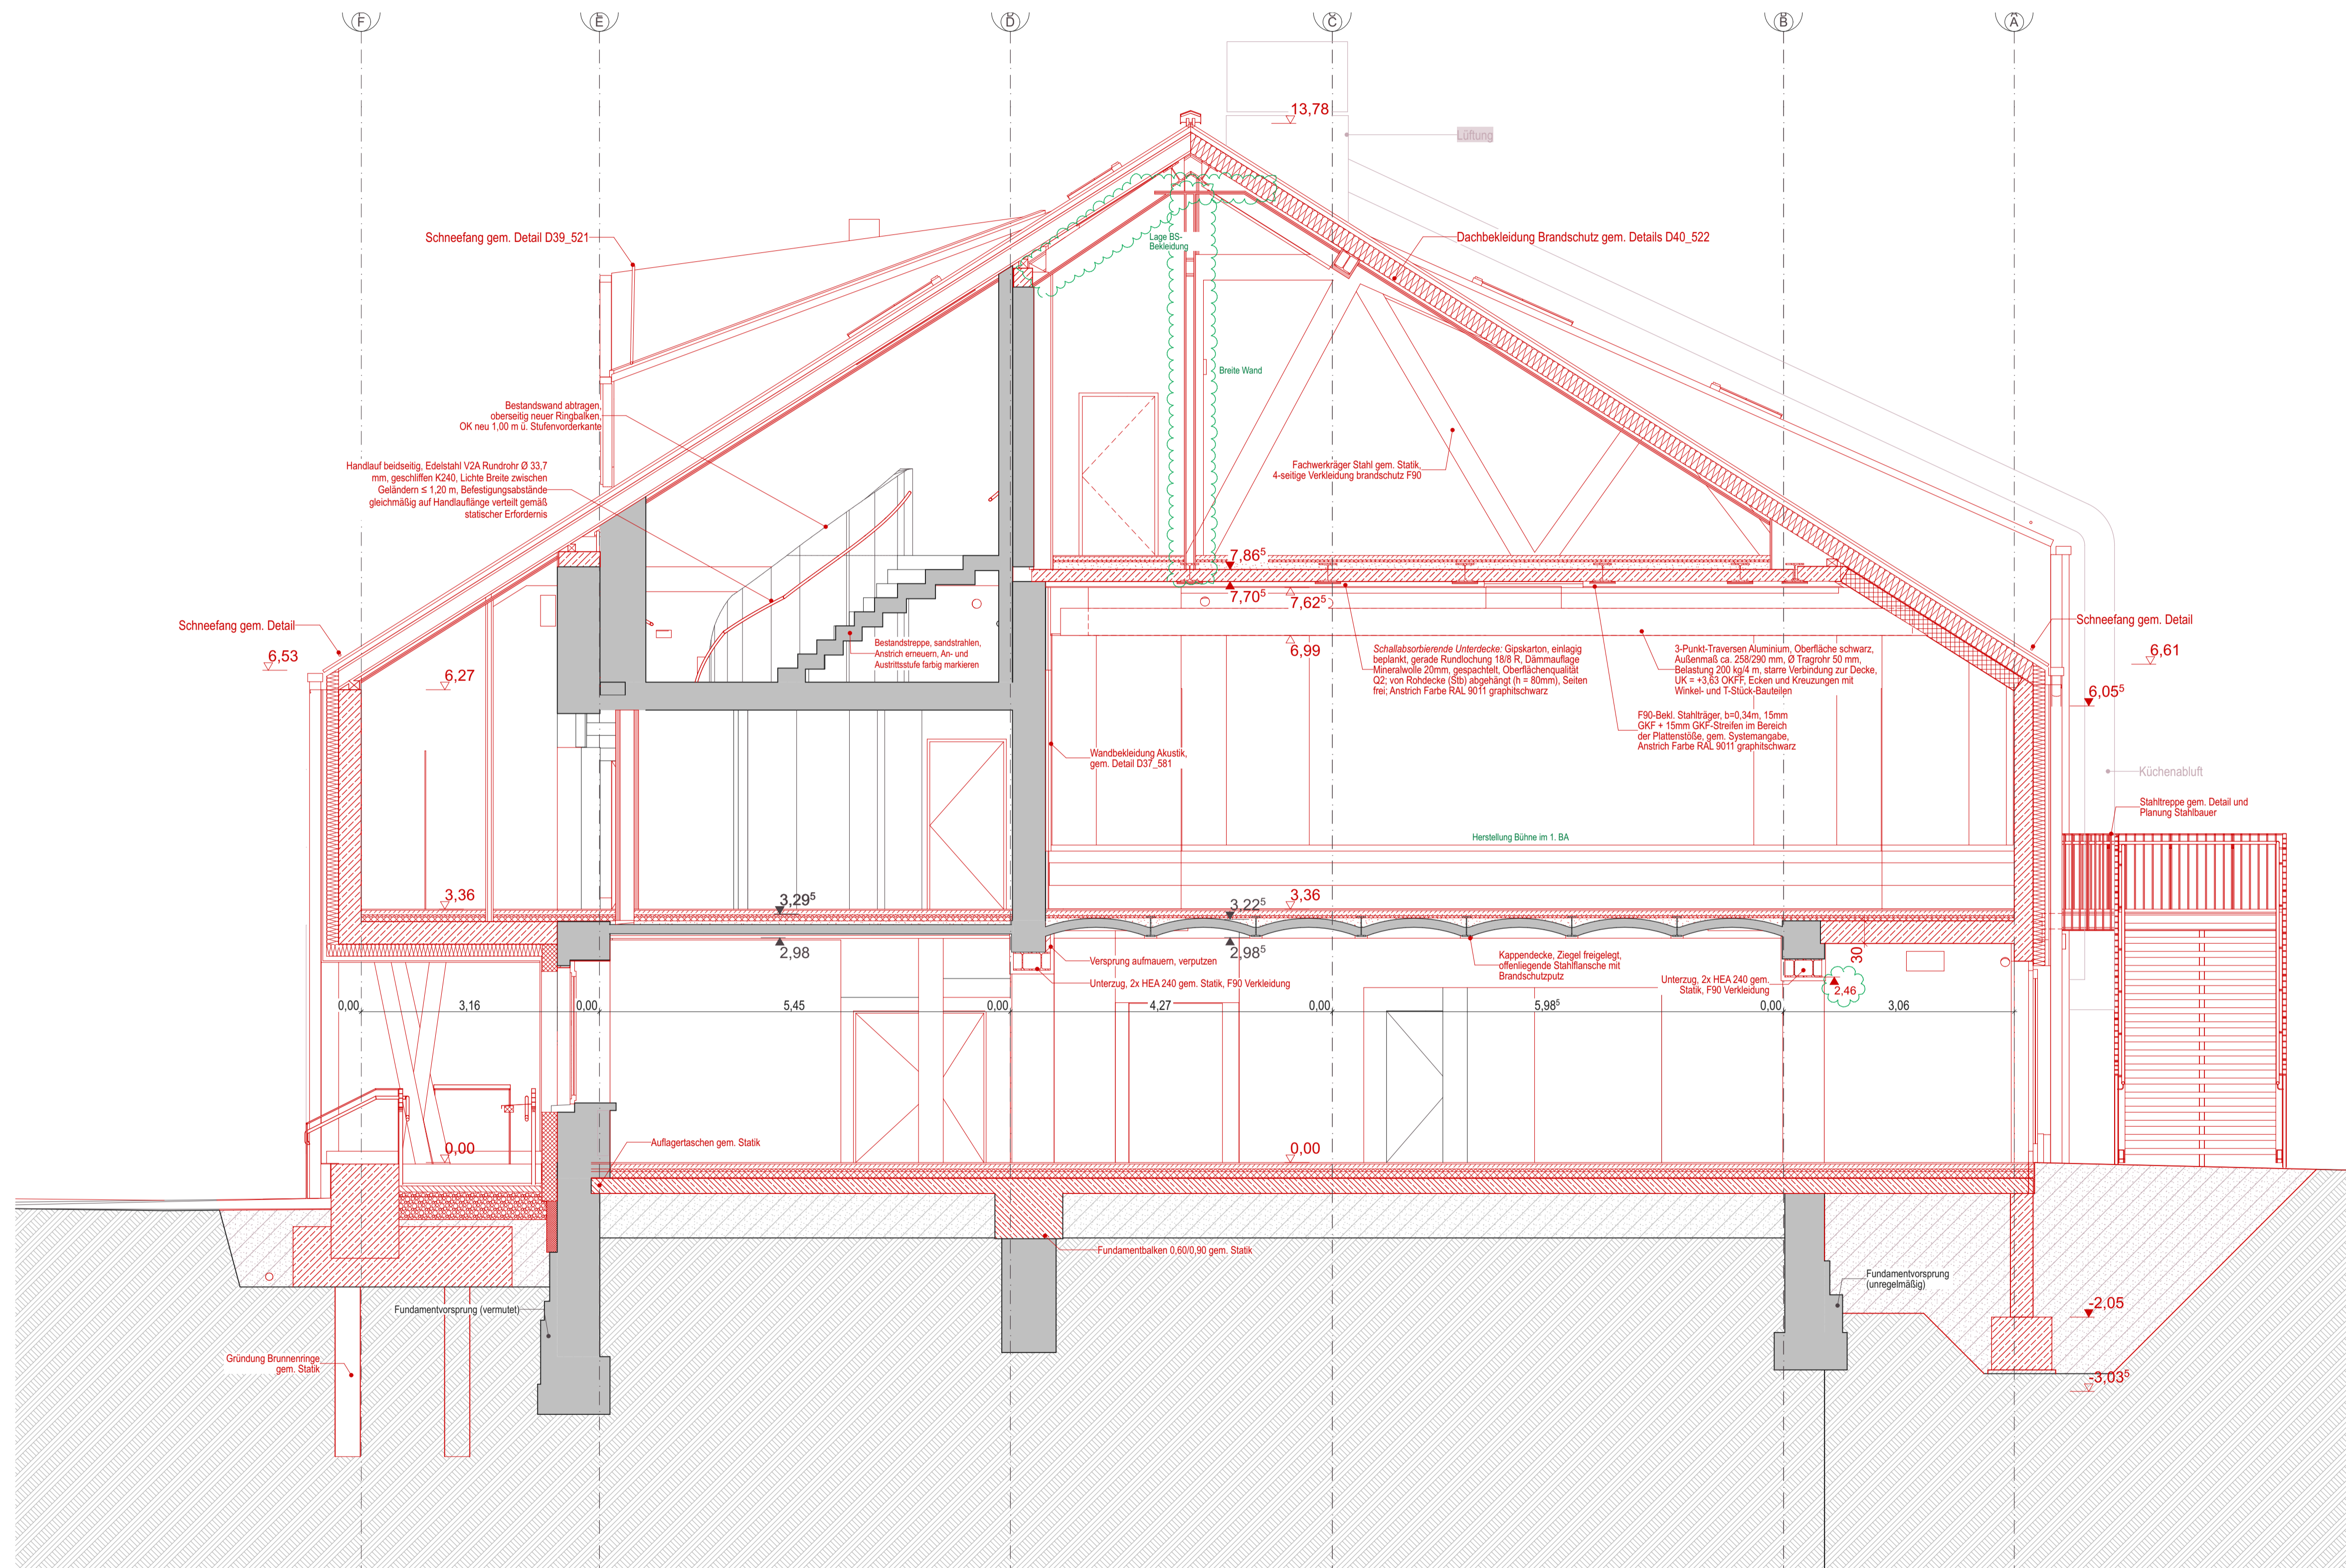 F
E
D
C
B
A
13,78
Lüftung
Schneefang gem. Detail D39_521
Lage BS-
Bekleidung
Dachbekleidung Brandschutz gem. Details D40_522
Breite Wand
Bestandswand abtragen,
oberseitig neuer Ringbalken,
OK neu 1,00 m ü. Stufenvorderkante
Handlauf beidseitig, Edelstahl V2A Rundrohr Ø 33,7
mm, geschliffen K240, Lichte Breite zwischen
Geländern ≤ 1,20 m, Befestigungsabstände
gleichmäßig auf Handlauflänge verteilt gemäß
statischer Erfordernis
Fachwerkräger Stahl gem. Statik,
4-seitige Verkleidung brandschutz F90
7,86⁵
7,70⁵
7,62⁵
6,99
Schneefang gem. Detail
6,53
6,27
Bestandstreppe, sandstrahlen,
Anstrich erneuern, An- und
Austrittsstufe farbig markieren
Schallabsorbierende Unterdecke: Gipskarton, einlagig
beplankt, gerade Rundlochung 18/8 R, Dämmauflage
Mineralwolle 20mm, gespachtelt, Oberflächenqualität
Q2; von Rohdecke (Stb) abgehängt (h = 80mm), Seiten
frei; Anstrich Farbe RAL 9011 graphitschwarz
3-Punkt-Traversen Aluminium, Oberfläche schwarz,
Außenmaß ca. 258/290 mm, Ø Tragrohr 50 mm,
Belastung 200 kg/4 m, starre Verbindung zur Decke,
UK = +3,63 OKFF, Ecken und Kreuzungen mit
Winkel- und T-Stück-Bauteilen
F90-Bekl. Stahlträger, b=0,34m, 15mm
GKF + 15mm GKF-Streifen im Bereich
der Plattenstöße, gem. Systemangabe,
Anstrich Farbe RAL 9011 graphitschwarz
Schneefang gem. Detail
6,61
6,05⁵
Wandbekleidung Akustik,
gem. Detail D37_581
Küchenabluft
Stahltreppe gem. Detail und
Planung Stahlbauer
Herstellung Bühne im 1. BA
3,36
3,29⁵
2,98
3,22⁵
2,98⁵
3,36
Versprung aufmauern, verputzen
Unterzug, 2x HEA 240 gem. Statik, F90 Verkleidung
Kappendecke, Ziegel freigelegt,
offenliegende Stahlflansche mit
Brandschutzputz
Unterzug, 2x HEA 240 gem.
Statik, F90 Verkleidung
30
2,46
0,00
3,16
0,00
5,45
0,00
4,27
0,00
5,98⁵
0,00
3,06
Auflagertaschen gem. Statik
0,00
0,00
Fundamentbalken 0,60/0,90 gem. Statik
Fundamentvorsprung
(unregelmäßig)
Fundamentvorsprung (vermutet)
-2,05
-3,03⁵
Gründung Brunnenringe
gem. Statik